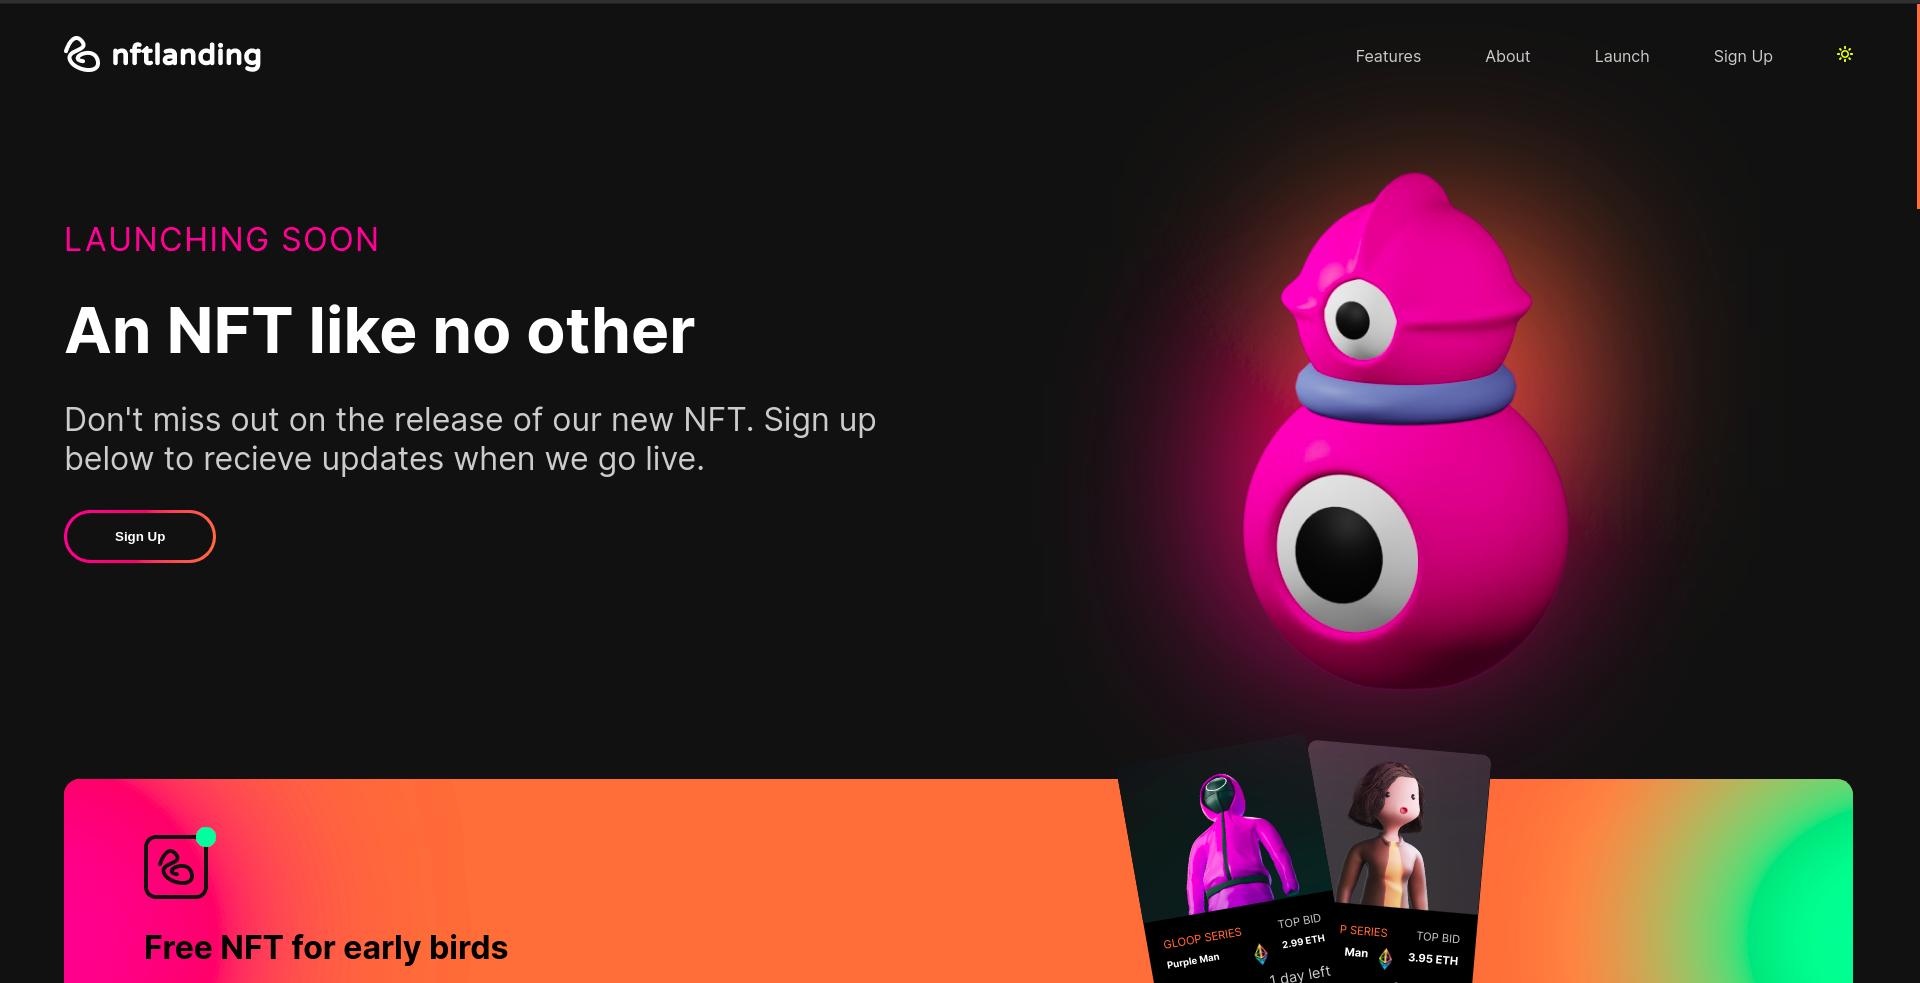 nftlanding
Features About Launch Sign Up
LAUNCHING SOON
An NFT like no other
Don't miss out on the release of our new NFT. Sign up
below to recieve updates when we go live.
Sign Up
Free NFT for early birds
GLOOP SERIES TOP BID
Purple Man 2.99 ETH
1 day left
P SERIES TOP BID
Man 3.95 ETH